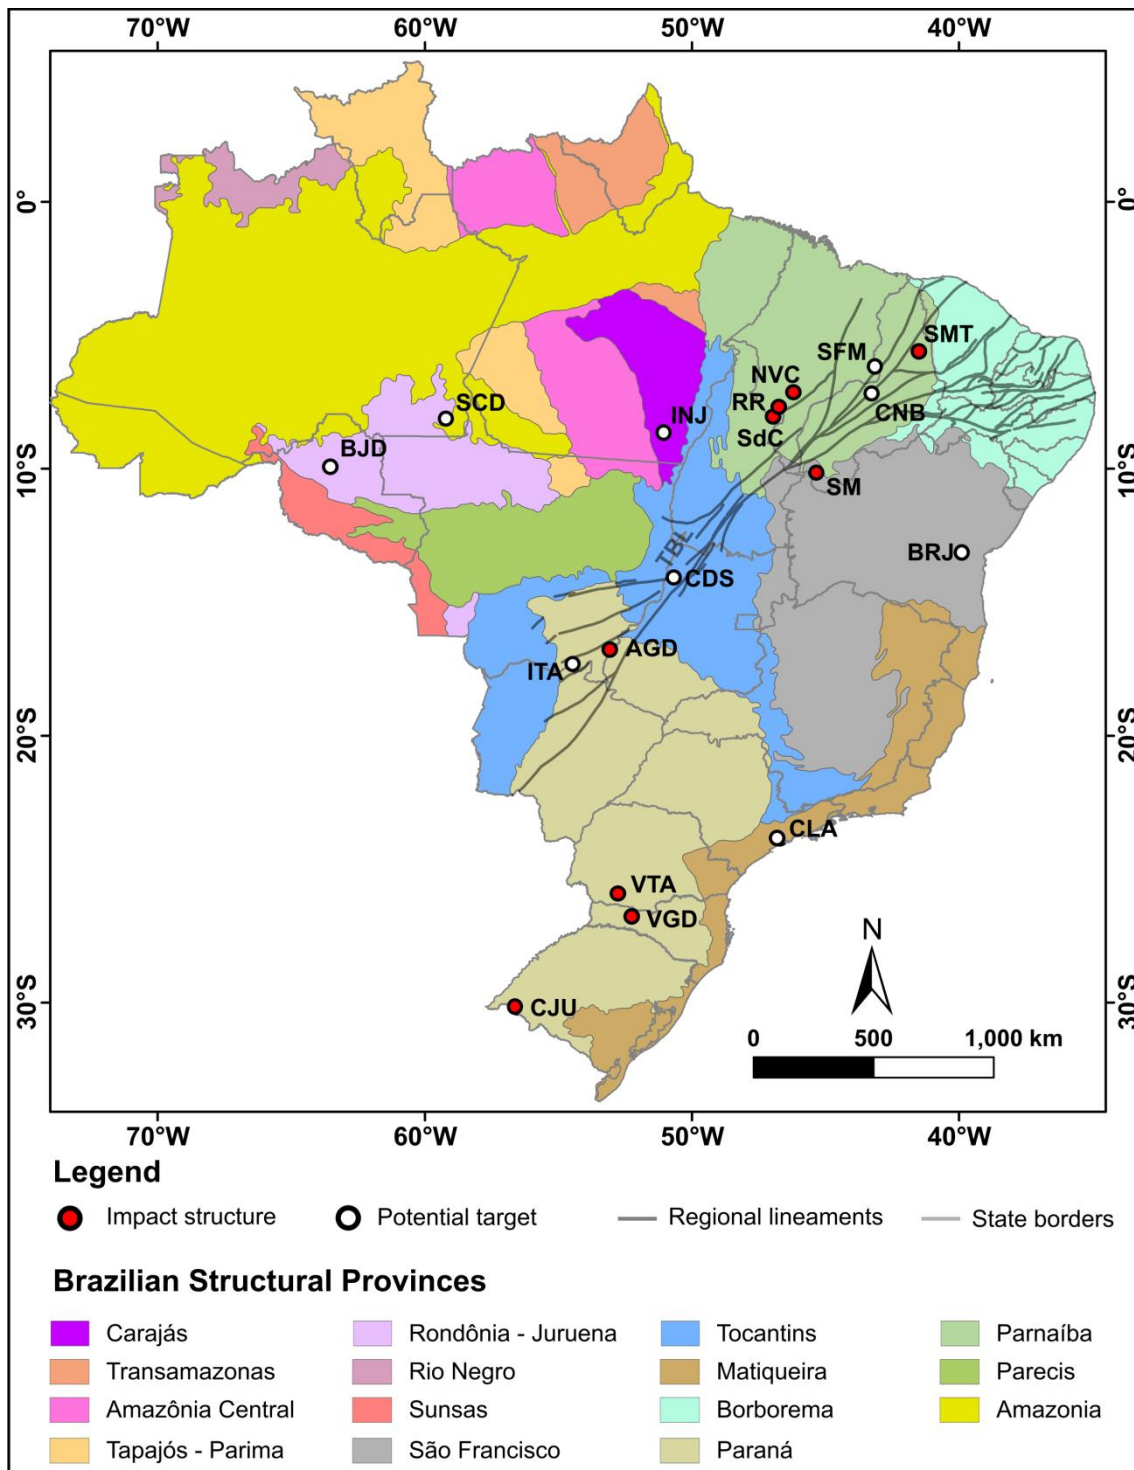 70°W 60°W 50°W 40°W
0° 0°
SMT
SFM
NVC
RR
CNB
SCD
INJ
SdC
BJD
10°S 10°S
SM
BRJ
TBL
CDS
AGD
ITA
20°S 20°S
CLA
VTA
VGD
N
30°S 30°S
CJU
0 500 1,000 km
70°W 60°W 50°W 40°W
Legend
Impact structure Potential target Regional lineaments State borders
Brazilian Structural Provinces
Carajás Rondônia - Juruena Tocantins Parnaíba
Transamazonas Rio Negro Matiqueira Parecis
Amazônia Central Sunsas Borborema Amazonia
Tapajós - Parima São Francisco Paraná